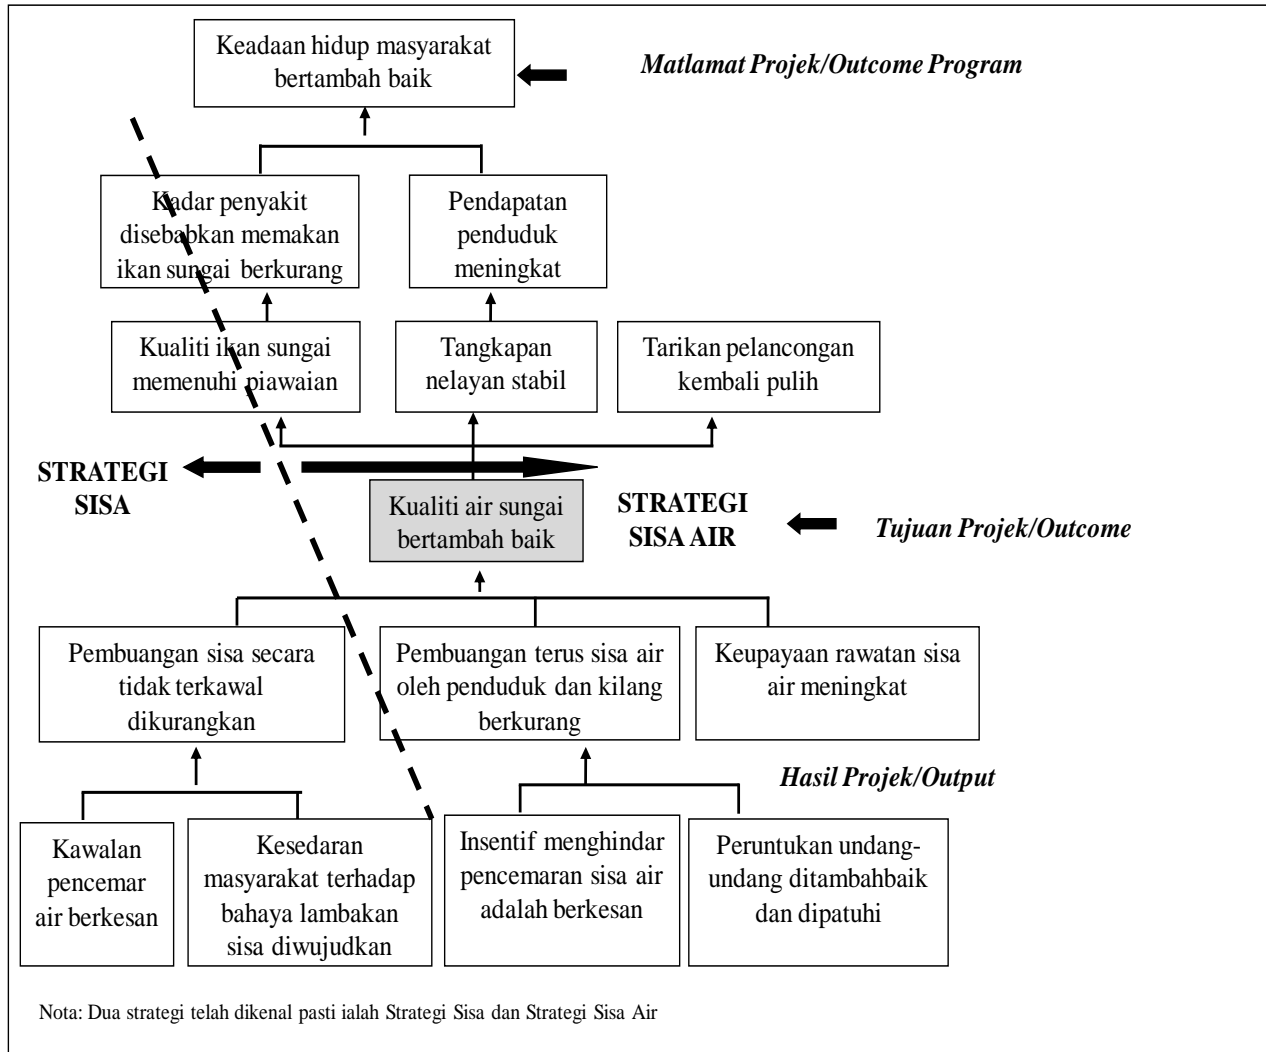 Keadaan hidup masyarakat
bertambah baik
Matlamat Projek/Outcome Program
Kadar penyakit
disebabkan memakan
ikan sungai berkurang
Pendapatan
penduduk
meningkat
Kualiti ikan sungai
memenuhi piawaian
Tangkapan
nelayan stabil
Tarikan pelancongan
kembali pulih
STRATEGI
SISA
Kualiti air sungai
bertambah baik
STRATEGI
SISA AIR
Tujuan Projek/Outcome
Pembuangan sisa secara
tidak terkawal
dikurangkan
Pembuangan terus sisa air
oleh penduduk dan kilang
berkurang
Keupayaan rawatan sisa
air meningkat
Hasil Projek/Output
Kawalan
pencemar
air berkesan
Kesedaran
masyarakat terhadap
bahaya lambakan
sisa diwujudkan
Insentif menghindar
pencemaran sisa air
adalah berkesan
Peruntukan undang-
undang ditambahbaik
dan dipatuhi
Nota: Dua strategi telah dikenal pasti ialah Strategi Sisa dan Strategi Sisa Air